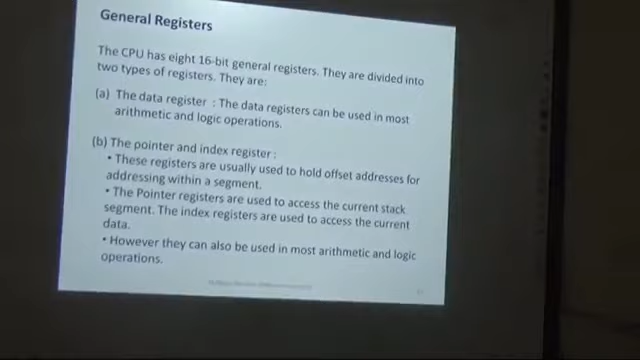 General Registers
The CPU has eight 16-bit general registers. They are divided into
two types of registers. They are:
(a) The data register : The data registers can be used in most
arithmetic and logic operations.
(b) The pointer and index register :
• These registers are usually used to hold offset addresses for
addressing within a segment.
• The Pointer registers are used to access the current stack
segment. The index registers are used to access the current
data.
• However they can also be used in most arithmetic and logic
operations.